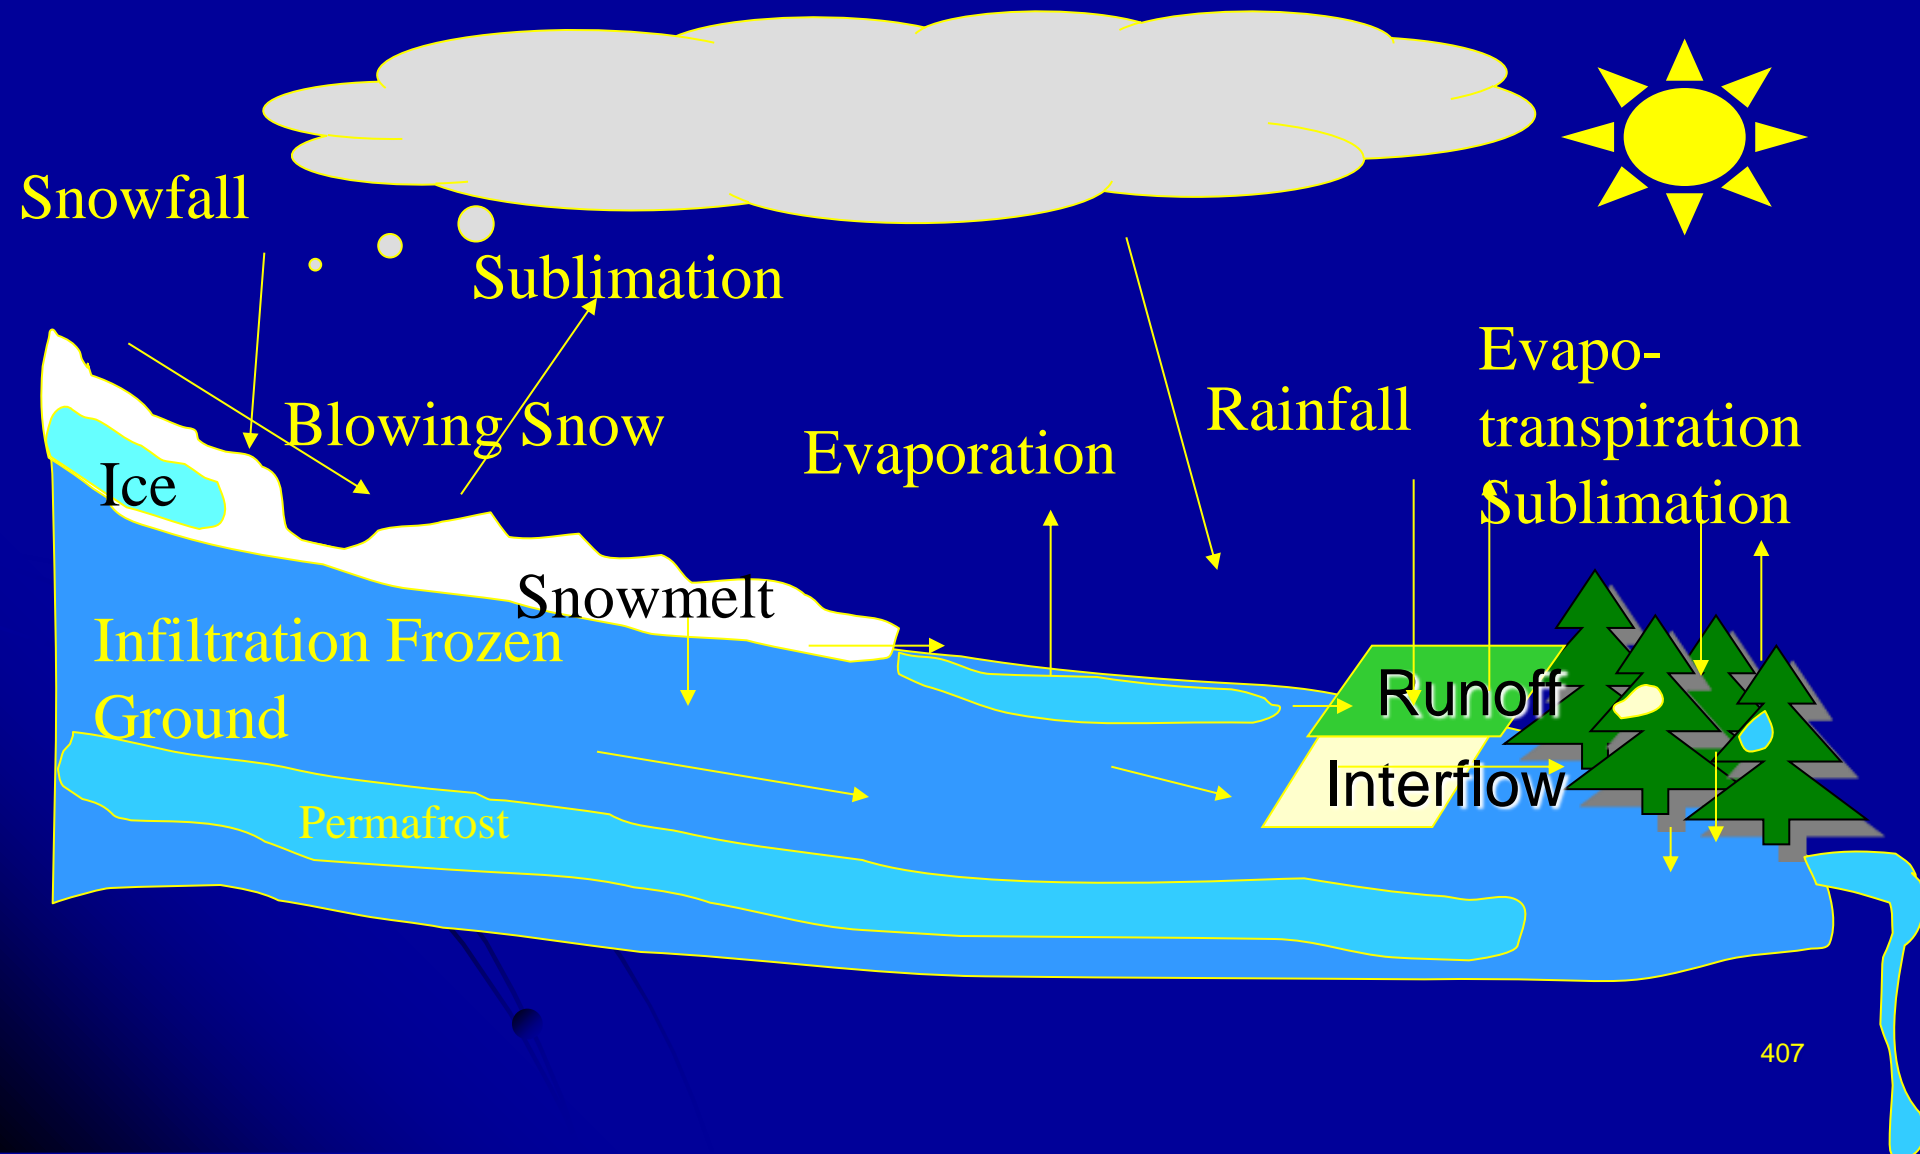 Snowfall
Sublimation
Evapo-
transpiration
Sublimation
Rainfall
Blowing Snow
Evaporation
Ice
Snowmelt
Infiltration Frozen
Ground
Runoff
Interflow
Permafrost
407